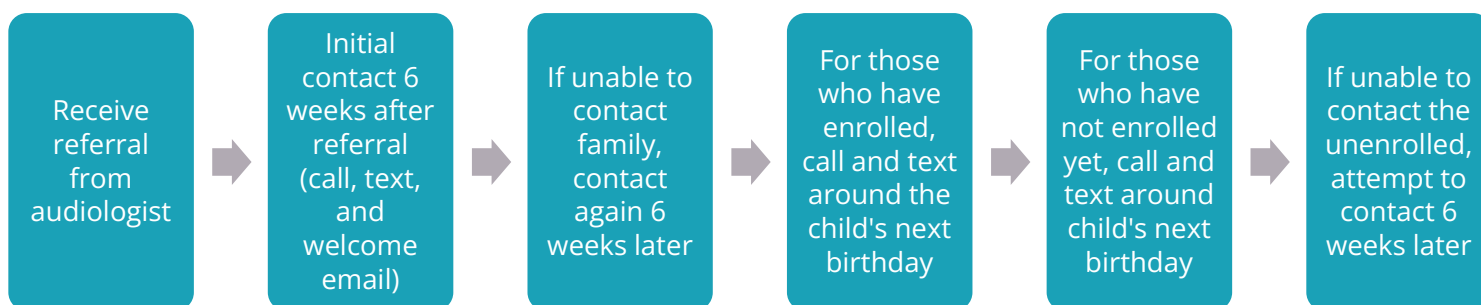 Receive
referral
from
audiologist
Initial
contact 6
weeks after
referral
(call, text,
and
welcome
email)
If unable to
contact
family,
contact
again 6
weeks later
For those
who have
enrolled,
call and text
around the
child's next
birthday
For those
who have
not enrolled
yet, call and
text around
child's next
birthday
If unable to
contact the
unenrolled,
attempt to
contact 6
weeks later